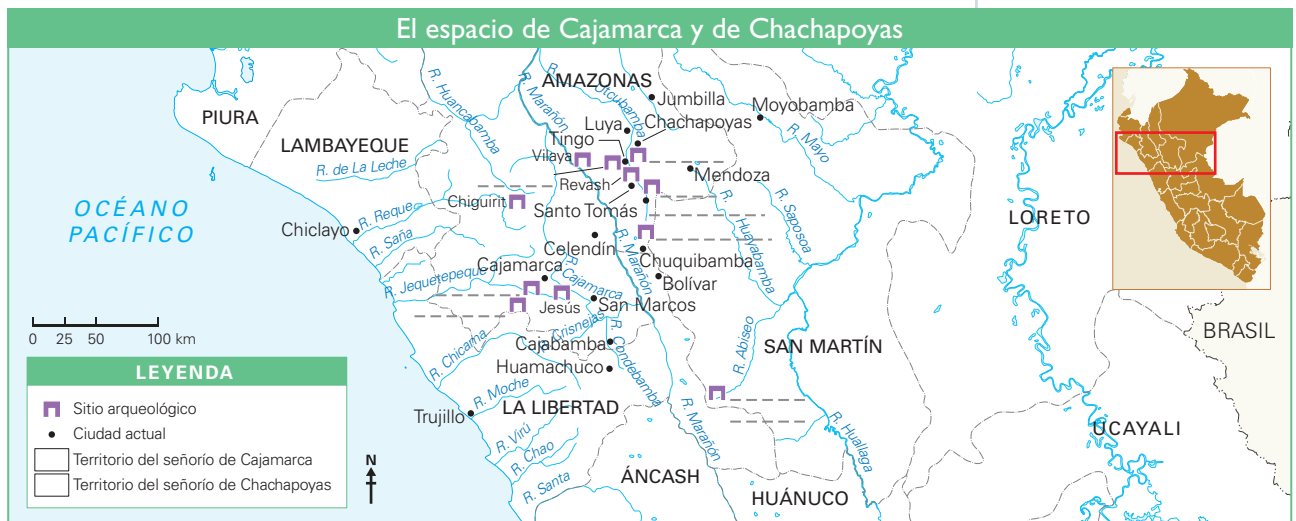 El espacio de Cajamarca y de Chachapoyas
PIURA
LAMBAYEQUE
R. de La Leche
R. Huancabamba
R. Marañón
AMAZONAS
Utcubamba
Jumbilla
Moyobamba
R. Mayo
Luya
Chachapoyas
Tingo
Vilaya
Revash
Mendoza
Santo Tomás
Chiguirit
OCÉANO
PACÍFICO
Chiclayo
R. Reque
R. Saña
R. Jequetepeque
Celendín
Cajamarca
R. Cajamarca
R. Marañón
Chuquibamba
Bolívar
R. Huayabamba
R. Saposoa
LORETO
Jesús
San Marcos
R. Crisnejas
Cajabamba
R. Condebamba
Huamachuco
R. Chicama
R. Moche
Trujillo
LA LIBERTAD
R. Virú
R. Chao
R. Santa
R. Abiseo
SAN MARTÍN
R. Marañón
R. Huallaga
ÁNCASH
HUÁNUCO
UCAYALI
BRASIL
0 25 50 100 km
LEYENDA
Sitio arqueológico
Ciudad actual
Territorio del señorío de Cajamarca
Territorio del señorío de Chachapoyas
N